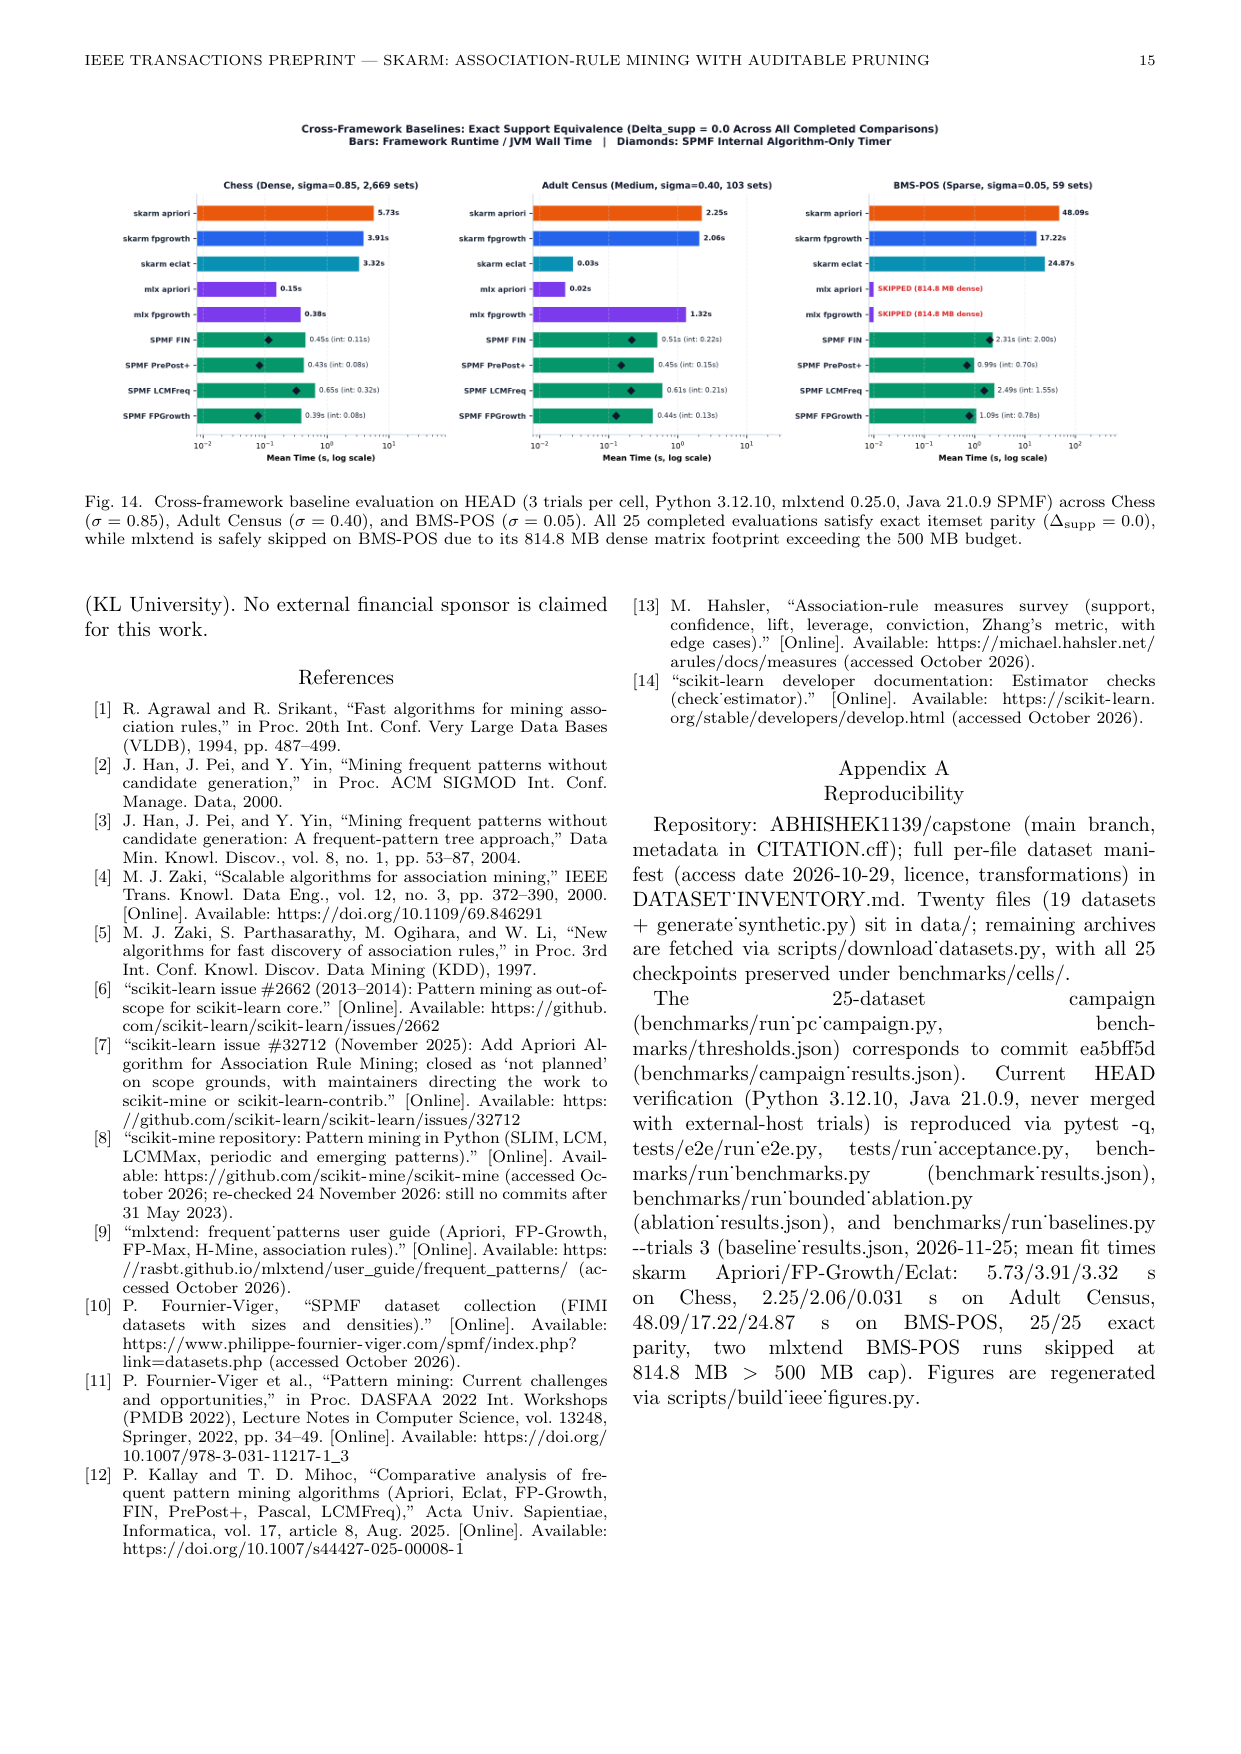 IEEE TRANSACTIONS PREPRINT — SKARM: ASSOCIATION-RULE MINING WITH AUDITABLE PRUNING 15
Cross-Framework Baselines: Exact Support Equivalence (Delta_supp = 0.0 Across All Completed Comparisons)
Bars: Framework Runtime / JVM Wall Time | Diamonds: SPMF Internal Algorithm-Only Timer
Chess (Dense, sigma=0.85, 2,669 sets)
skarm apriori 5.73s
skarm fpgrowth 3.91s
skarm eclat 3.32s
mlx apriori 0.15s
mlx fpgrowth 0.38s
SPMF FIN 0.45s (int: 0.11s)
SPMF PrePost+ 0.43s (int: 0.08s)
SPMF LCMFreq 0.65s (int: 0.32s)
SPMF FPGrowth 0.39s (int: 0.08s)
10⁻² 10⁻¹ 10⁰ 10¹
Mean Time (s, log scale)
Adult Census (Medium, sigma=0.40, 103 sets)
skarm apriori 2.25s
skarm fpgrowth 2.06s
skarm eclat 0.03s
mlx apriori 0.02s
mlx fpgrowth 1.32s
SPMF FIN 0.51s (int: 0.22s)
SPMF PrePost+ 0.45s (int: 0.15s)
SPMF LCMFreq 0.61s (int: 0.21s)
SPMF FPGrowth 0.44s (int: 0.13s)
10⁻² 10⁻¹ 10⁰ 10¹
Mean Time (s, log scale)
BMS-POS (Sparse, sigma=0.05, 59 sets)
skarm apriori 48.09s
skarm fpgrowth 17.22s
skarm eclat 24.87s
mlx apriori SKIPPED (814.8 MB dense)
mlx fpgrowth SKIPPED (814.8 MB dense)
SPMF FIN 2.31s (int: 2.00s)
SPMF PrePost+ 0.99s (int: 0.70s)
SPMF LCMFreq 2.49s (int: 1.55s)
SPMF FPGrowth 1.09s (int: 0.78s)
10⁻² 10⁻¹ 10⁰ 10¹ 10²
Mean Time (s, log scale)
Fig. 14. Cross-framework baseline evaluation on HEAD (3 trials per cell, Python 3.12.10, mlxtend 0.25.0, Java 21.0.9 SPMF) across Chess
(σ = 0.85), Adult Census (σ = 0.40), and BMS-POS (σ = 0.05). All 25 completed evaluations satisfy exact itemset parity (Δsupp = 0.0),
while mlxtend is safely skipped on BMS-POS due to its 814.8 MB dense matrix footprint exceeding the 500 MB budget.
(KL University). No external financial sponsor is claimed
for this work.
References
[1] R. Agrawal and R. Srikant, “Fast algorithms for mining asso-
ciation rules,” in Proc. 20th Int. Conf. Very Large Data Bases
(VLDB), 1994, pp. 487–499.
[2] J. Han, J. Pei, and Y. Yin, “Mining frequent patterns without
candidate generation,” in Proc. ACM SIGMOD Int. Conf.
Manage. Data, 2000.
[3] J. Han, J. Pei, and Y. Yin, “Mining frequent patterns without
candidate generation: A frequent-pattern tree approach,” Data
Min. Knowl. Discov., vol. 8, no. 1, pp. 53–87, 2004.
[4] M. J. Zaki, “Scalable algorithms for association mining,” IEEE
Trans. Knowl. Data Eng., vol. 12, no. 3, pp. 372–390, 2000.
[Online]. Available: https://doi.org/10.1109/69.846291
[5] M. J. Zaki, S. Parthasarathy, M. Ogihara, and W. Li, “New
algorithms for fast discovery of association rules,” in Proc. 3rd
Int. Conf. Knowl. Discov. Data Mining (KDD), 1997.
[6] “scikit-learn issue #2662 (2013–2014): Pattern mining as out-of-
scope for scikit-learn core.” [Online]. Available: https://github.
com/scikit-learn/scikit-learn/issues/2662
[7] “scikit-learn issue #32712 (November 2025): Add Apriori Al-
gorithm for Association Rule Mining; closed as ‘not planned’
on scope grounds, with maintainers directing the work to
scikit-mine or scikit-learn-contrib.” [Online]. Available: https:
//github.com/scikit-learn/scikit-learn/issues/32712
[8] “scikit-mine repository: Pattern mining in Python (SLIM, LCM,
LCMMax, periodic and emerging patterns).” [Online]. Avail-
able: https://github.com/scikit-mine/scikit-mine (accessed Oc-
tober 2026; re-checked 24 November 2026: still no commits after
31 May 2023).
[9] “mlxtend: frequent˙patterns user guide (Apriori, FP-Growth,
FP-Max, H-Mine, association rules).” [Online]. Available: https:
//rasbt.github.io/mlxtend/user_guide/frequent_patterns/ (ac-
cessed October 2026).
[10] P. Fournier-Viger, “SPMF dataset collection (FIMI
datasets with sizes and densities).” [Online]. Available:
https://www.philippe-fournier-viger.com/spmf/index.php?
link=datasets.php (accessed October 2026).
[11] P. Fournier-Viger et al., “Pattern mining: Current challenges
and opportunities,” in Proc. DASFAA 2022 Int. Workshops
(PMDB 2022), Lecture Notes in Computer Science, vol. 13248,
Springer, 2022, pp. 34–49. [Online]. Available: https://doi.org/
10.1007/978-3-031-11217-1_3
[12] P. Kallay and T. D. Mihoc, “Comparative analysis of fre-
quent pattern mining algorithms (Apriori, Eclat, FP-Growth,
FIN, PrePost+, Pascal, LCMFreq),” Acta Univ. Sapientiae,
Informatica, vol. 17, article 8, Aug. 2025. [Online]. Available:
https://doi.org/10.1007/s44427-025-00008-1
[13] M. Hahsler, “Association-rule measures survey (support,
confidence, lift, leverage, conviction, Zhang’s metric, with
edge cases).” [Online]. Available: https://michael.hahsler.net/
arules/docs/measures (accessed October 2026).
[14] “scikit-learn developer documentation: Estimator checks
(check˙estimator).” [Online]. Available: https://scikit-learn.
org/stable/developers/develop.html (accessed October 2026).
Appendix A
Reproducibility
Repository: ABHISHEK1139/capstone (main branch,
metadata in CITATION.cff); full per-file dataset mani-
fest (access date 2026-10-29, licence, transformations) in
DATASET˙INVENTORY.md. Twenty files (19 datasets
+ generate˙synthetic.py) sit in data/; remaining archives
are fetched via scripts/download˙datasets.py, with all 25
checkpoints preserved under benchmarks/cells/.
The 25-dataset campaign
(benchmarks/run˙pc˙campaign.py, bench-
marks/thresholds.json) corresponds to commit ea5bff5d
(benchmarks/campaign˙results.json). Current HEAD
verification (Python 3.12.10, Java 21.0.9, never merged
with external-host trials) is reproduced via pytest -q,
tests/e2e/run˙e2e.py, tests/run˙acceptance.py, bench-
marks/run˙benchmarks.py (benchmark˙results.json),
benchmarks/run˙bounded˙ablation.py
(ablation˙results.json), and benchmarks/run˙baselines.py
--trials 3 (baseline˙results.json, 2026-11-25; mean fit times
skarm Apriori/FP-Growth/Eclat: 5.73/3.91/3.32 s
on Chess, 2.25/2.06/0.031 s on Adult Census,
48.09/17.22/24.87 s on BMS-POS, 25/25 exact
parity, two mlxtend BMS-POS runs skipped at
814.8 MB > 500 MB cap). Figures are regenerated
via scripts/build˙ieee˙figures.py.